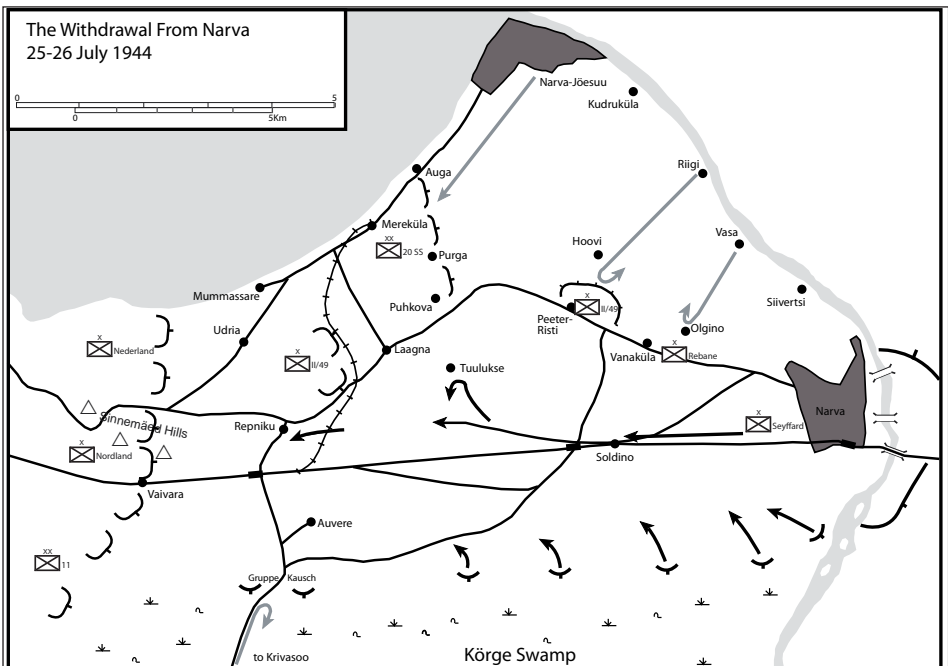 The Withdrawal From Narva
25-26 July 1944
0
5
0
5Km
Narva-Jöesuu
Kudruküla
Auga
Riigi
Mereküla
xx
20 SS
Purga
Hoovi
Vasa
Mummassare
Puhkova
x
II/49
Peeter-
Risti
Siivertsi
Udria
x
Nederland
x
II/49
Laagna
Olgino
Vanaküla
x
Rebane
Tuulukse
Sinnemäed Hills
Repniku
Narva
x
Seyffard
x
Nordland
Soldino
Vaivara
Auvere
xx
11
Gruppe Kausch
to Krivasoo
Körge Swamp